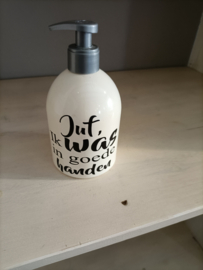 Juf,
ik was
in goede
handen